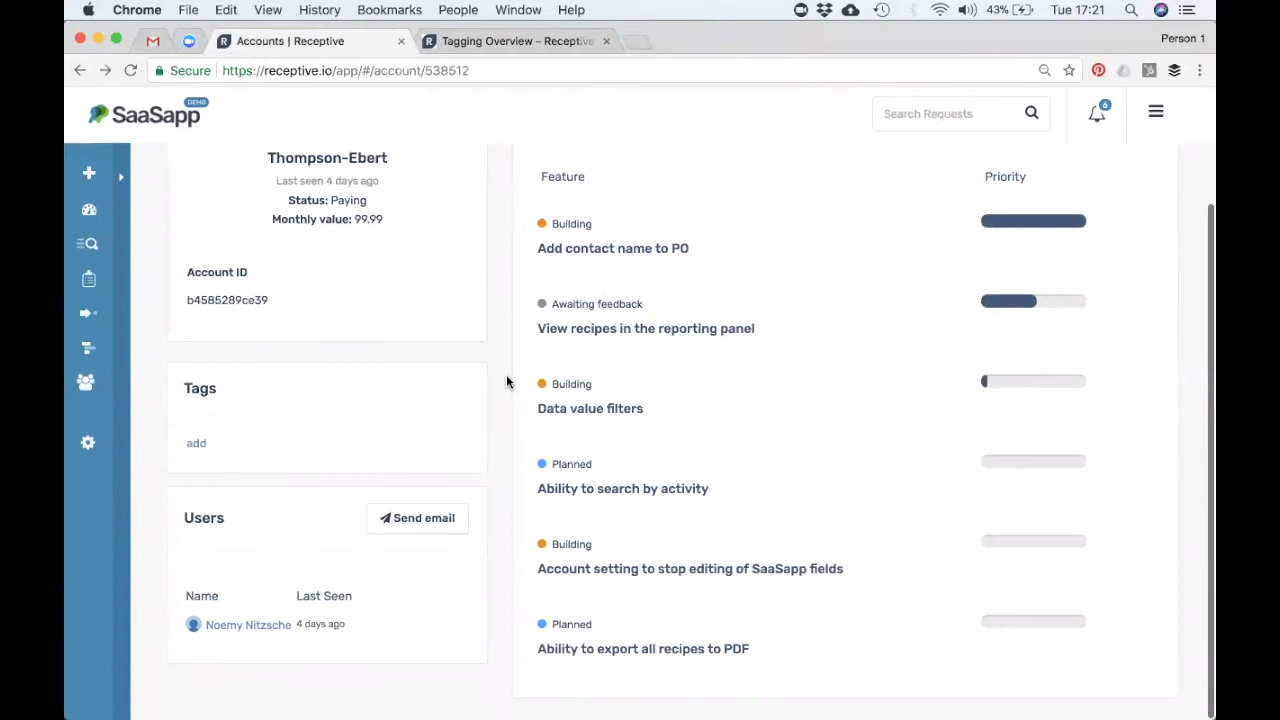 Chrome File Edit View History Bookmarks People Window Help 43% Tue 17:21
Accounts | Receptive Tagging Overview – Receptive Person 1
Secure https://receptive.io/app/#/account/538512
SaaSapp DEMO Search Requests 6
Thompson-Ebert
Last seen 4 days ago
Status: Paying
Monthly value: 99.99
Account ID
b4585289ce39
Tags
add
Users Send email
Name Last Seen
Noemy Nitzsche 4 days ago
Feature Priority
Building
Add contact name to PO
Awaiting feedback
View recipes in the reporting panel
Building
Data value filters
Planned
Ability to search by activity
Building
Account setting to stop editing of SaaSapp fields
Planned
Ability to export all recipes to PDF